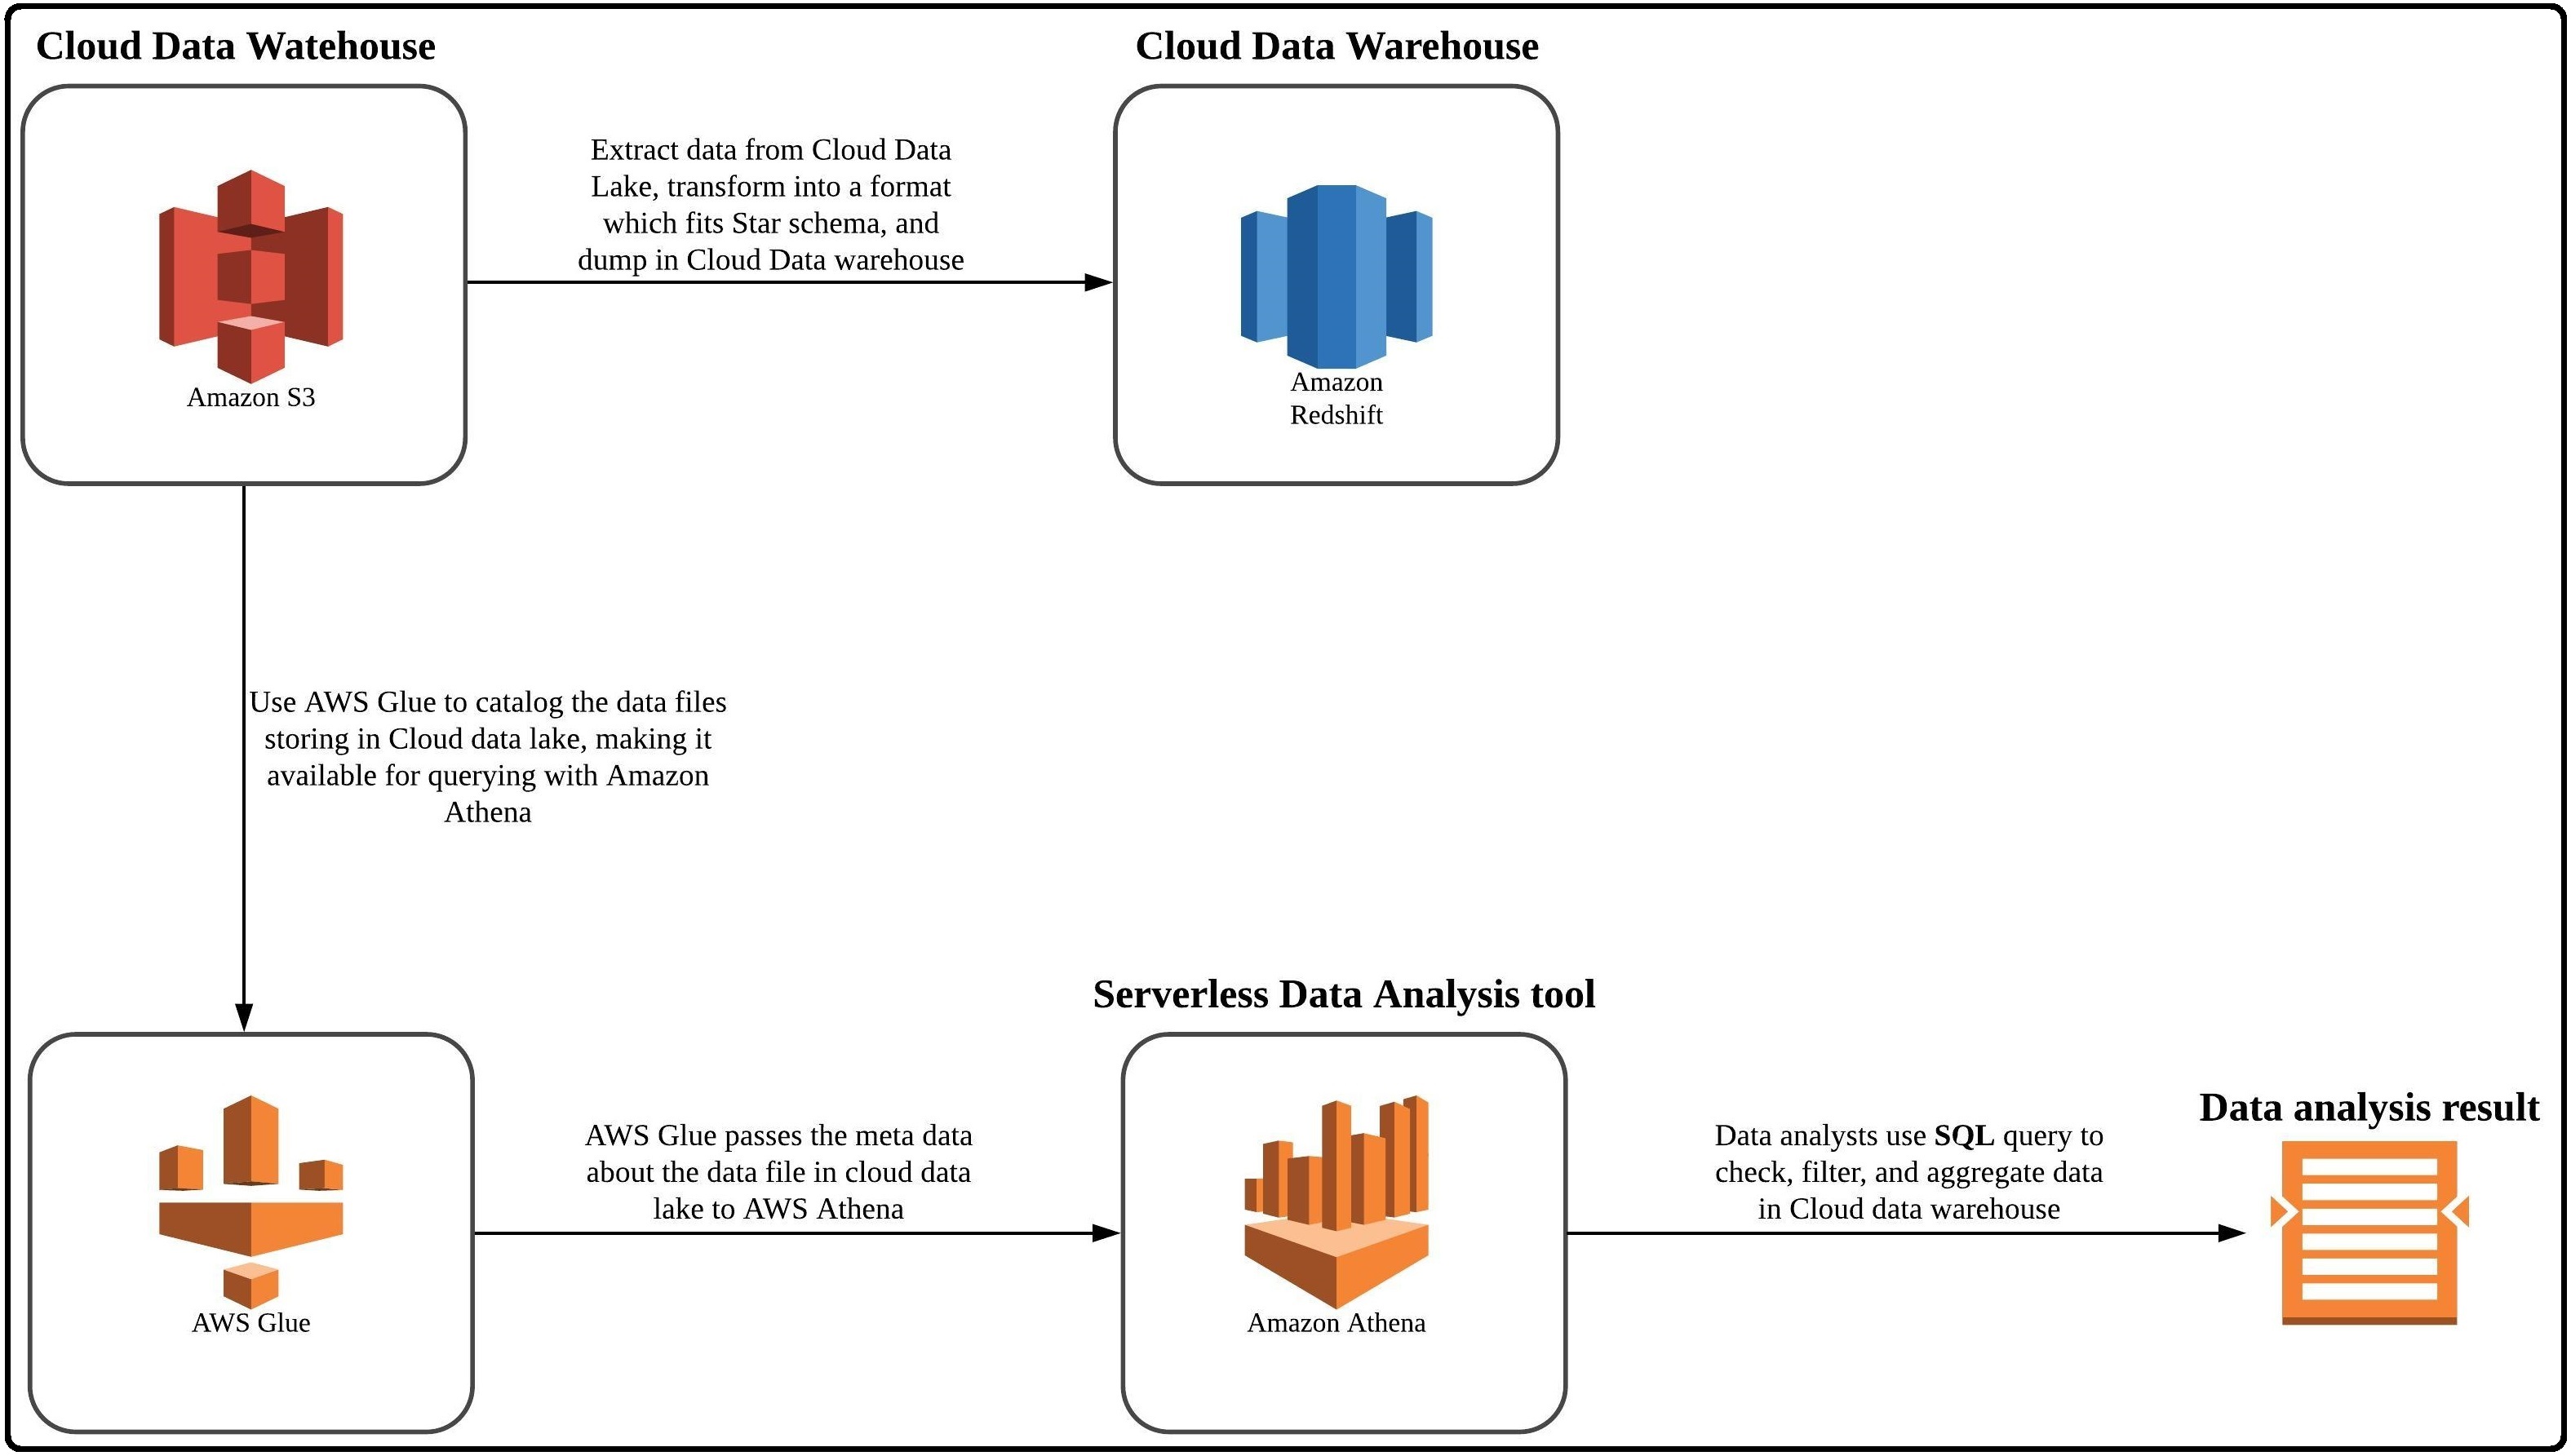 Cloud Data Watehouse
Cloud Data Warehouse
Extract data from Cloud Data
Lake, transform into a format
which fits Star schema, and
dump in Cloud Data warehouse
Amazon S3
Amazon
Redshift
Use AWS Glue to catalog the data files
storing in Cloud data lake, making it
available for querying with Amazon
Athena
Serverless Data Analysis tool
AWS Glue passes the meta data
about the data file in cloud data
lake to AWS Athena
Data analysts use SQL query to
check, filter, and aggregate data
in Cloud data warehouse
Data analysis result
AWS Glue
Amazon Athena